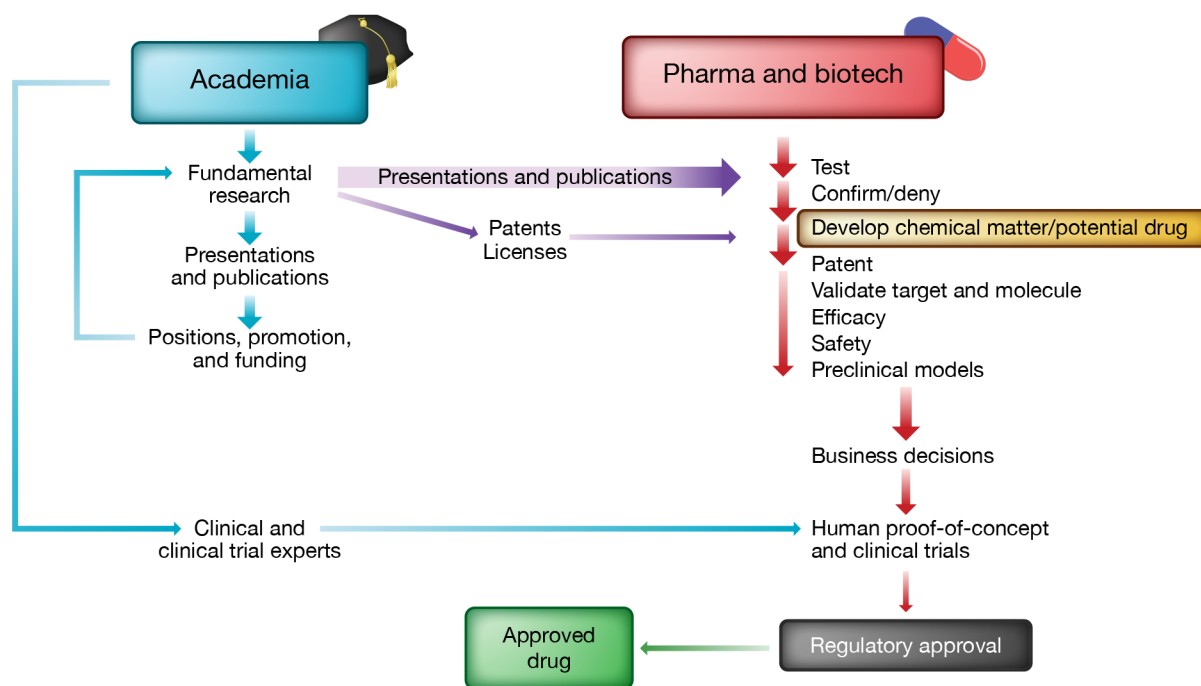 Academia
Pharma and biotech
Fundamental
research
Presentations
and publications
Positions, promotion,
and funding
Clinical and
clinical trial experts
Presentations and publications
Patents
Licenses
Test
Confirm/deny
Develop chemical matter/potential drug
Patent
Validate target and molecule
Efficacy
Safety
Preclinical models
Business decisions
Human proof-of-concept
and clinical trials
Regulatory approval
Approved
drug